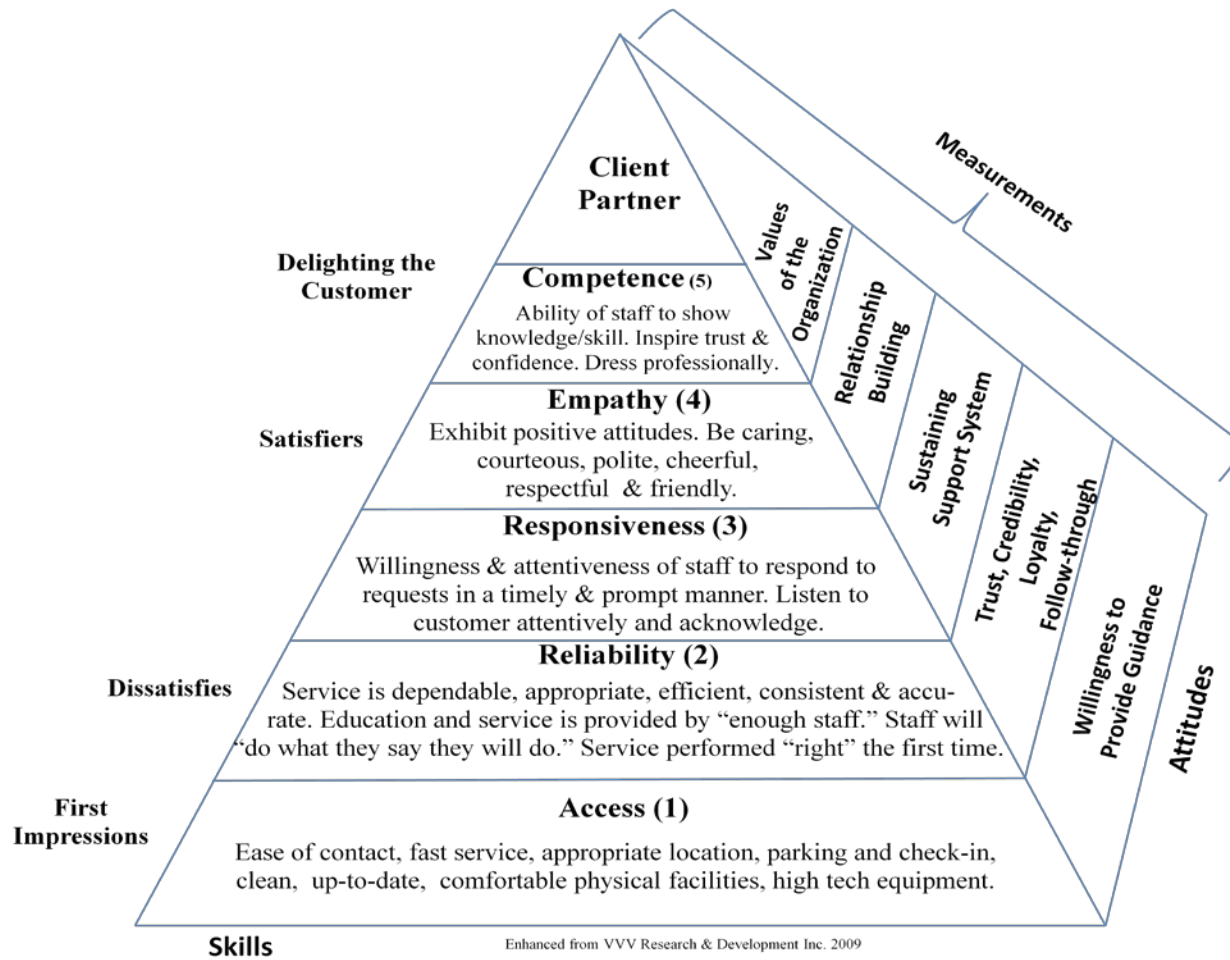 Measurements
Client
Partner
Values
of the
Organization
Delighting the
Customer
Competence (5)
Ability of staff to show
knowledge/skill. Inspire trust &
confidence. Dress professionally.
Relationship
Building
Satisfiers
Empathy (4)
Exhibit positive attitudes. Be caring,
courteous, polite, cheerful,
respectful & friendly.
Sustaining
Support System
Responsiveness (3)
Willingness & attentiveness of staff to respond to
requests in a timely & prompt manner. Listen to
customer attentively and acknowledge.
Trust, Credibility,
Loyalty,
Follow-through
Dissatisfies
Reliability (2)
Service is dependable, appropriate, efficient, consistent & accu-
rate. Education and service is provided by “enough staff.” Staff will
“do what they say they will do.” Service performed “right” the first time.
Willingness to
Provide Guidance
Attitudes
First
Impressions
Access (1)
Ease of contact, fast service, appropriate location, parking and check-in,
clean, up-to-date, comfortable physical facilities, high tech equipment.
Skills
Enhanced from VVV Research & Development Inc. 2009